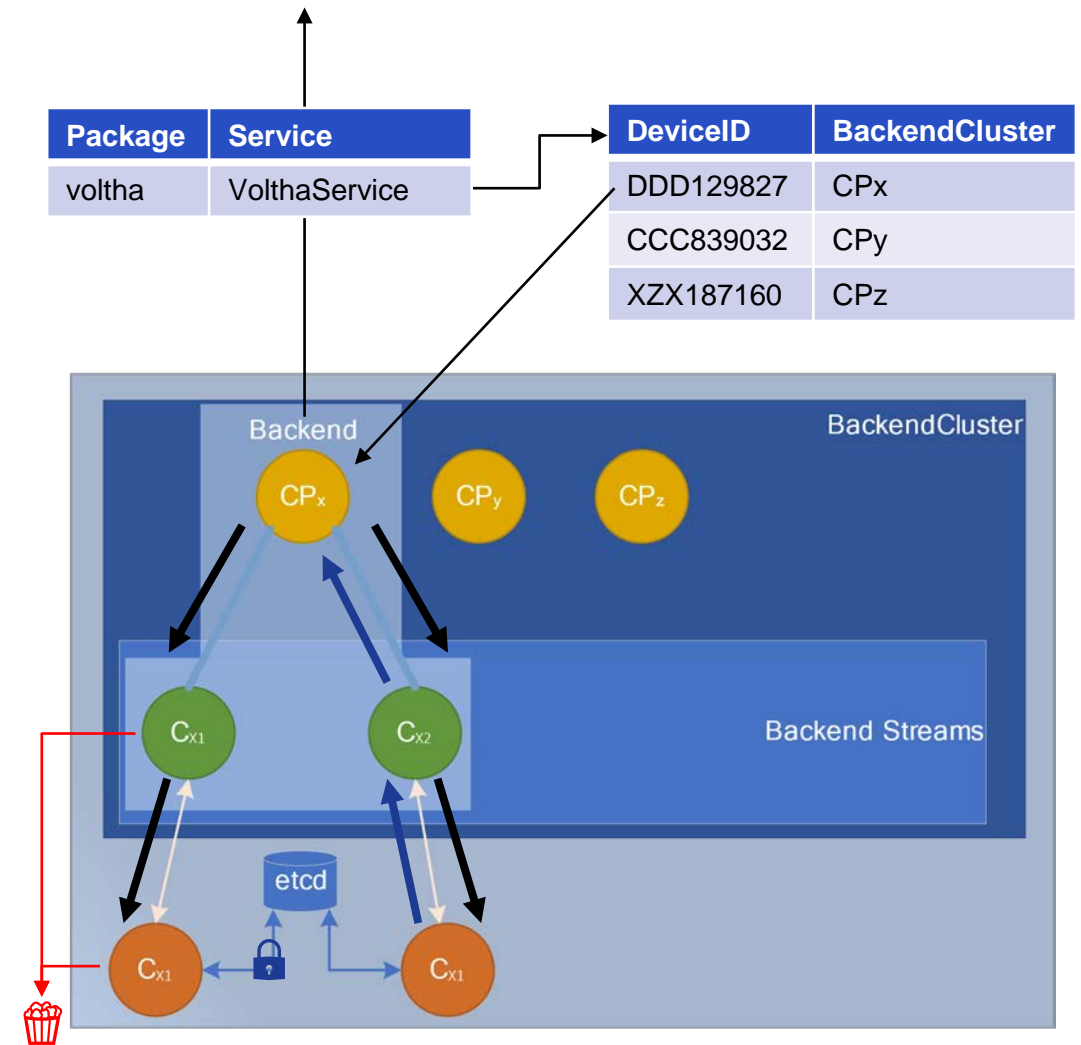 Package Service
voltha VolthaService
DeviceID BackendCluster
DDD129827 CPx
CCC839032 CPy
XZX187160 CPz
Backend
BackendCluster
CPx CPy CPz
Backend Streams
CX1 CX2
etcd
CX1 CX1